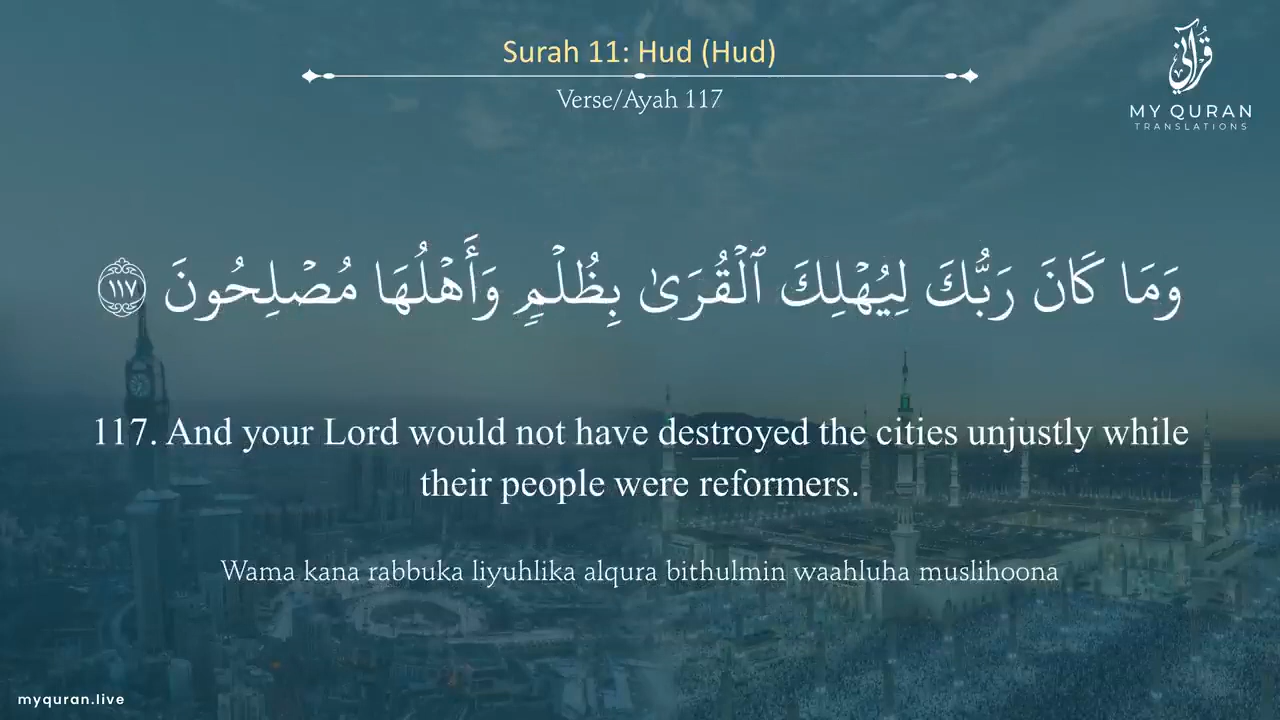 Surah 11: Hud (Hud)
Verse/Ayah 117
قرآني
MY QURAN
TRANSLATIONS
وَمَا كَانَ رَبُّكَ لِيُهْلِكَ ٱلْقُرَىٰ بِظُلْمٍ وَأَهْلُهَا مُصْلِحُونَ ١١٧
117. And your Lord would not have destroyed the cities unjustly while
their people were reformers.
Wama kana rabbuka liyuhlika alqura bithulmin waahluha muslihoona
myquran.live